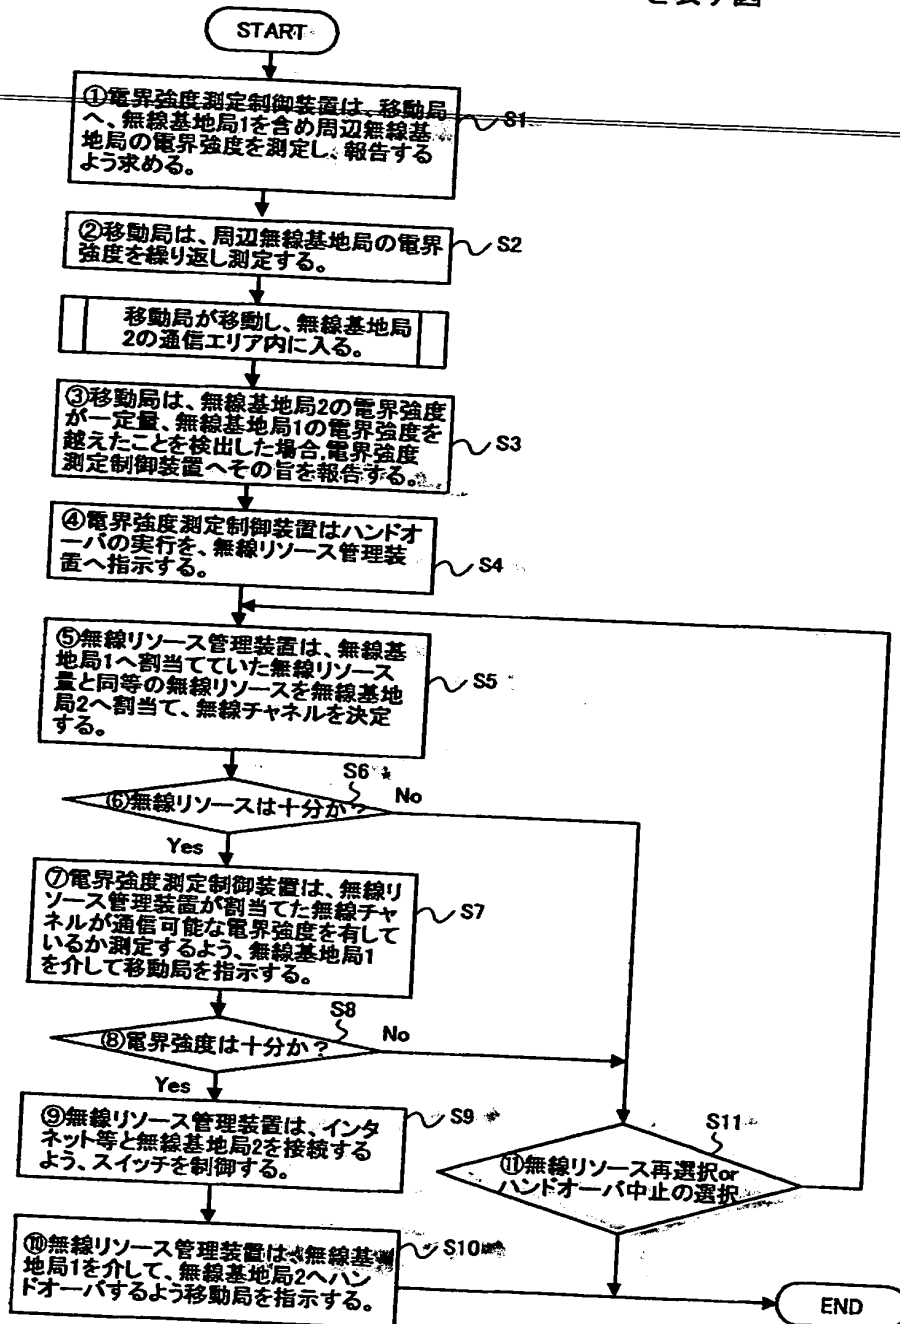 を表す図
START
①電界強度測定制御装置は、移動局
へ、無線基地局1を含め周辺無線基
地局の電界強度を測定し、報告する
よう求める。
S1
②移動局は、周辺無線基地局の電界
強度を繰り返し測定する。
S2
移動局が移動し、無線基地局
2の通信エリア内に入る。
③移動局は、無線基地局2の電界強度
が一定量、無線基地局1の電界強度を
越えたことを検出した場合,電界強度
測定制御装置へその旨を報告する。
S3
④電界強度測定制御装置はハンドオ
ーバの実行を、無線リソース管理装
置へ指示する。
S4
⑤無線リソース管理装置は、無線基
地局1へ割当てていた無線リソース
量と同等の無線リソースを無線基地
局2へ割当て、無線チャネルを決定
する。
S5
S6
⑥無線リソースは十分か?
No
Yes
⑦電界強度測定制御装置は、無線リ
ソース管理装置が割当てた無線チャ
ネルが通信可能な電界強度を有して
いるか測定するよう、無線基地局1
を介して移動局を指示する。
S7
S8
⑧電界強度は十分か?
No
Yes
⑨無線リソース管理装置は、インタ
ネット等と無線基地局2を接続する
よう、スイッチを制御する。
S9
S11
⑪無線リソース再選択or
ハンドオーバ中止の選択
⑩無線リソース管理装置は、無線基
地局1を介して、無線基地局2へハン
ドオーバするよう移動局を指示する。
S10
END